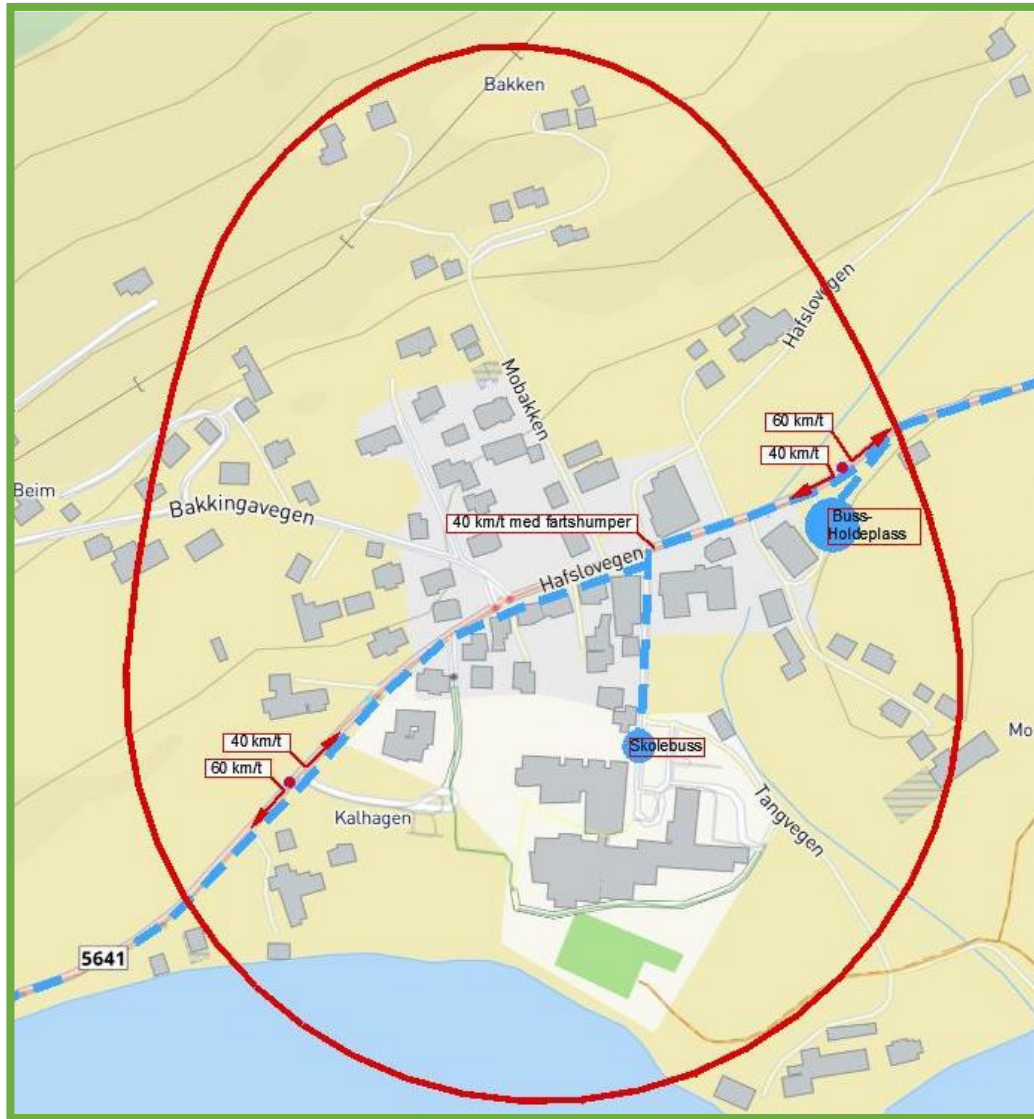 Bakken
Hafslovegen
Mobakken
60 km/t
40 km/t
Beim
Bakkingavegen
40 km/t med fartshumper
Buss-
Holdeplass
Hafslovegen
Mo
Skolebuss
40 km/t
60 km/t
Kalhagen
Tangvegen
5641